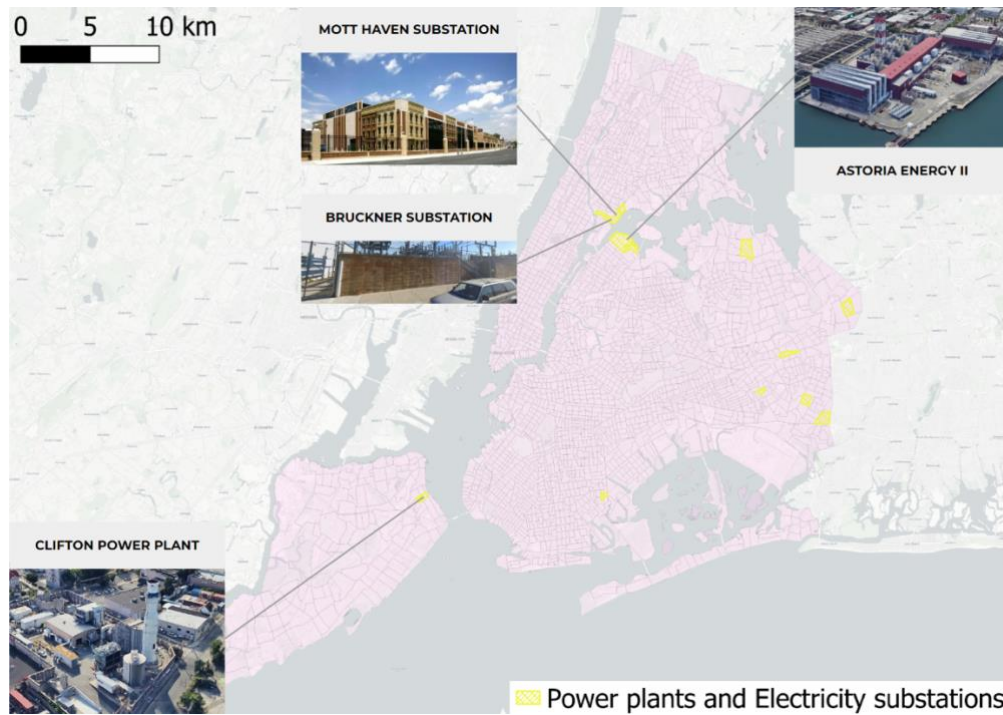 0 5 10 km
MOTT HAVEN SUBSTATION
ASTORIA ENERGY II
BRUCKNER SUBSTATION
CLIFTON POWER PLANT
Power plants and Electricity substations